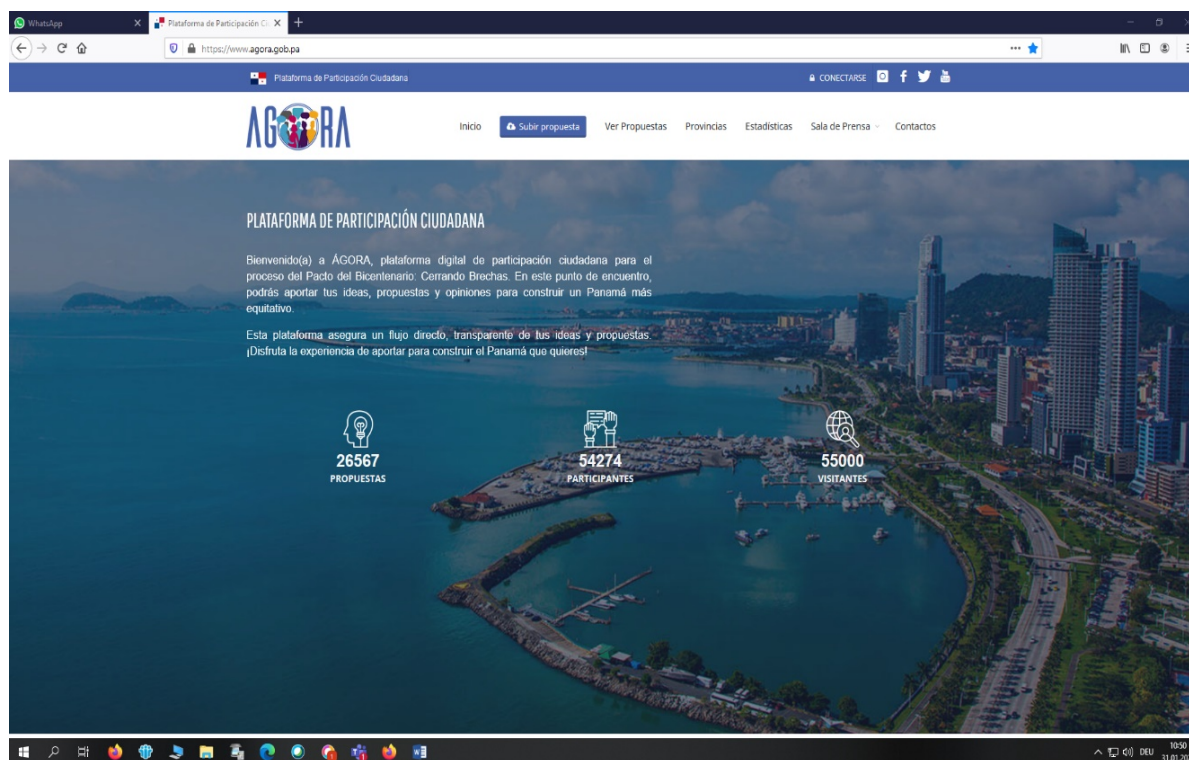 WhatsApp
Plataforma de Participación Ci
https://www.agora.gob.pa
Plataforma de Participación Ciudadana
CONECTARSE
AGORA
Inicio
Subir propuesta
Ver Propuestas
Provincias
Estadísticas
Sala de Prensa
Contactos
PLATAFORMA DE PARTICIPACIÓN CIUDADANA
Bienvenido(a) a ÁGORA, plataforma digital de participación ciudadana para el
proceso del Pacto del Bicentenario: Cerrando Brechas. En este punto de encuentro,
podrás aportar tus ideas, propuestas y opiniones para construir un Panamá más
equitativo.
Esta plataforma asegura un flujo directo, transparente de tus ideas y propuestas.
¡Disfruta la experiencia de aportar para construir el Panamá que quieres!
26567
PROPUESTAS
54274
PARTICIPANTES
55000
VISITANTES
DEU
10:50
31.01.20